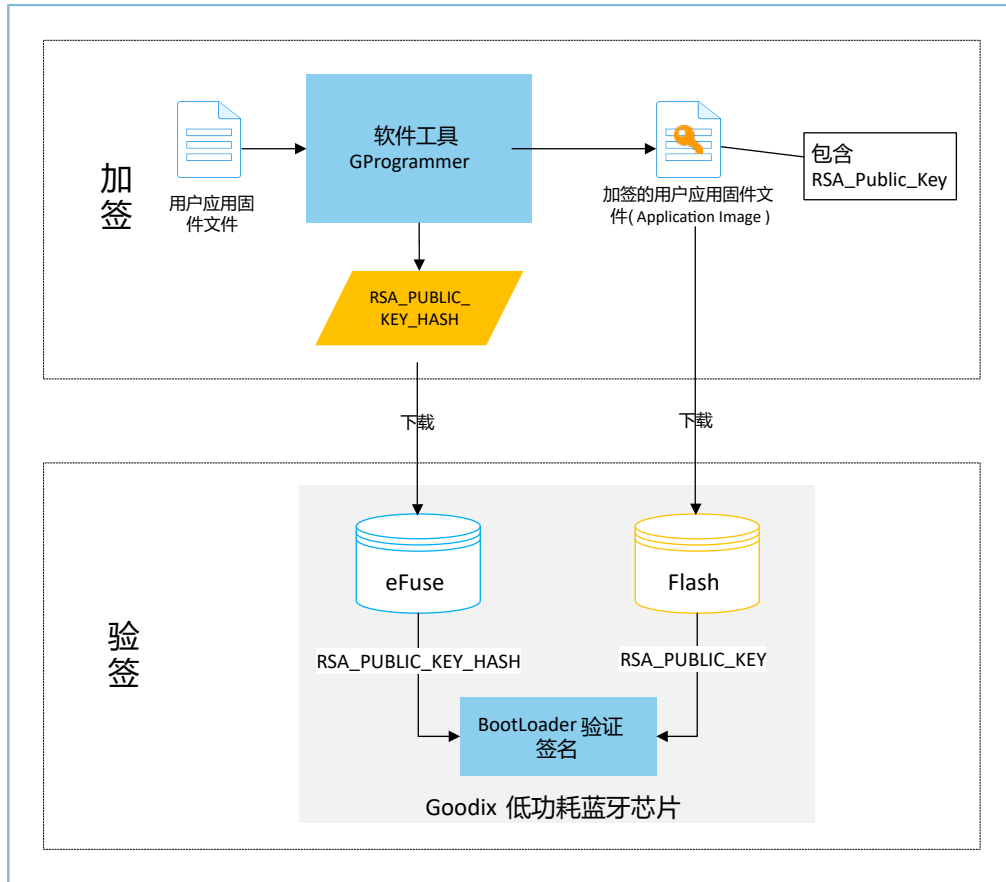 加
签
用户应用固
件文件
软件工具
GProgrammer
加签的用户应用固件文
件( Application Image )
包含
RSA_Public_Key
RSA_PUBLIC_
KEY_HASH
下载
下载
验
签
eFuse
Flash
RSA_PUBLIC_KEY_HASH
RSA_PUBLIC_KEY
BootLoader 验证
签名
Goodix 低功耗蓝牙芯片